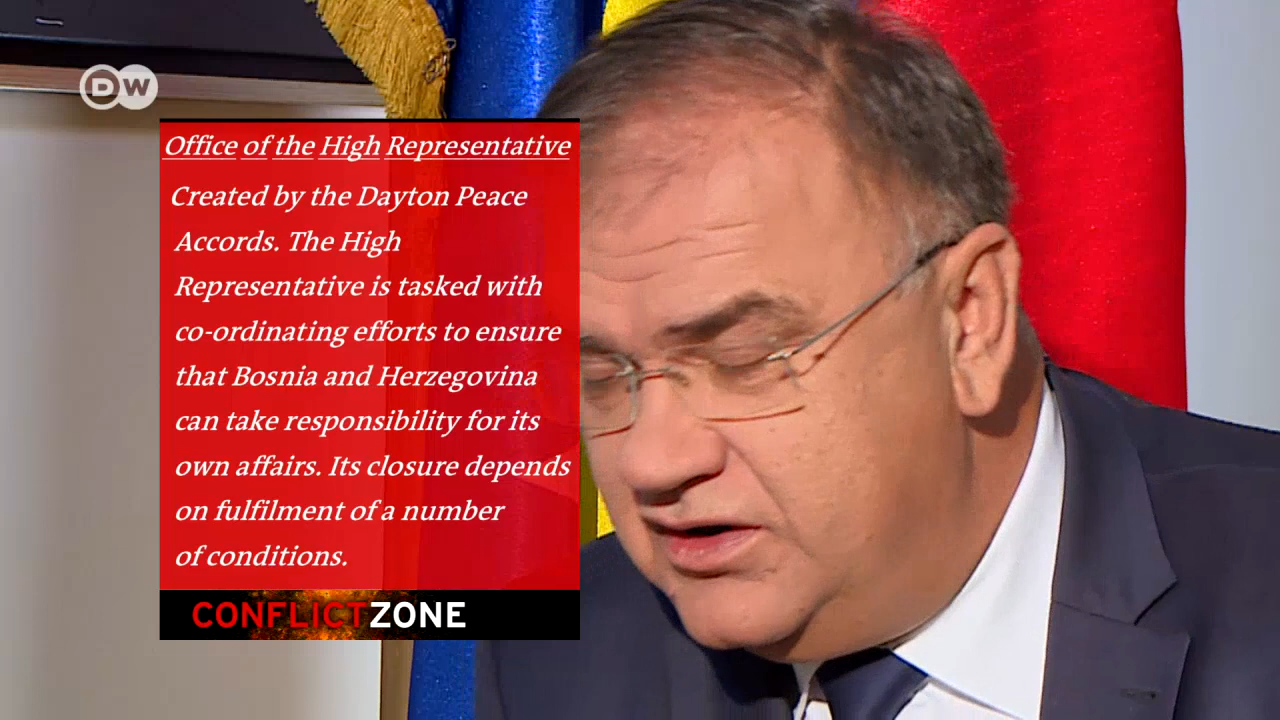 DW
Office of the High Representative
Created by the Dayton Peace
Accords. The High
Representative is tasked with
co-ordinating efforts to ensure
that Bosnia and Herzegovina
can take responsibility for its
own affairs. Its closure depends
on fulfilment of a number
of conditions.
CONFLICTZONE